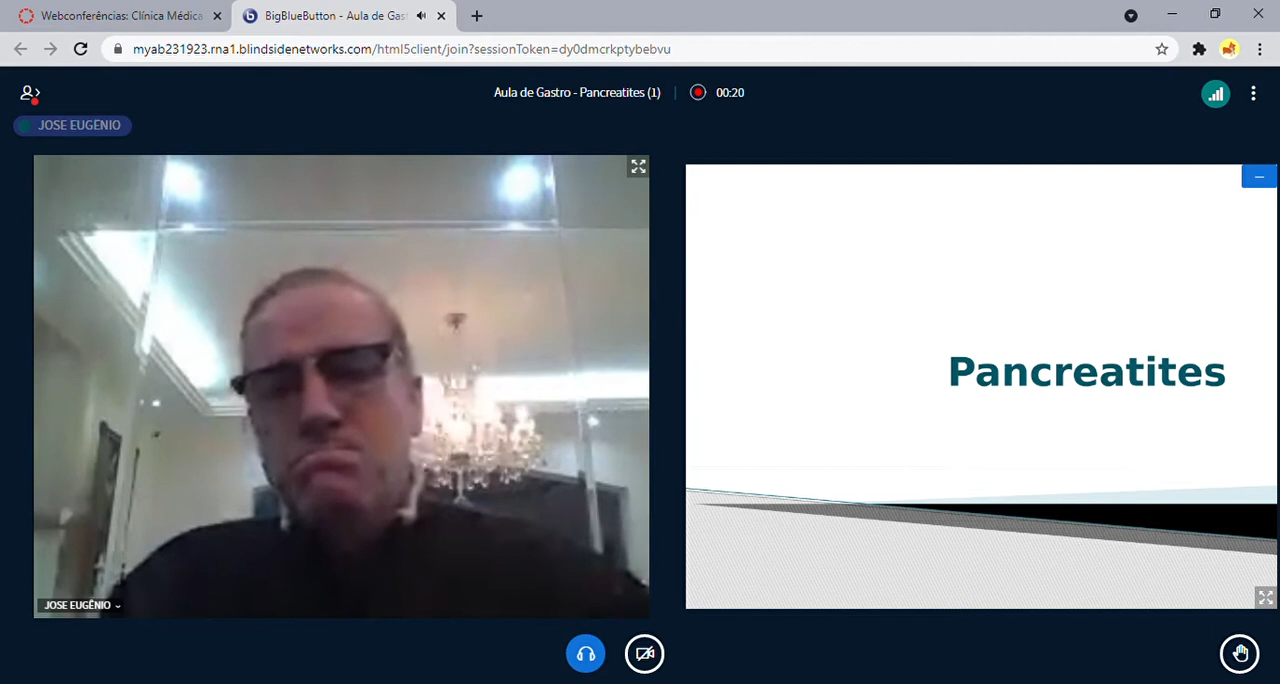 Webconferências: Clínica Médica
BigBlueButton - Aula de Gas
myab231923.rna1.blindsidenetworks.com/html5client/join?sessionToken=dy0dmcrkptybebvu
Aula de Gastro - Pancreatites (1) | 00:20
JOSE EUGÊNIO
Pancreatites
JOSE EUGÊNIO